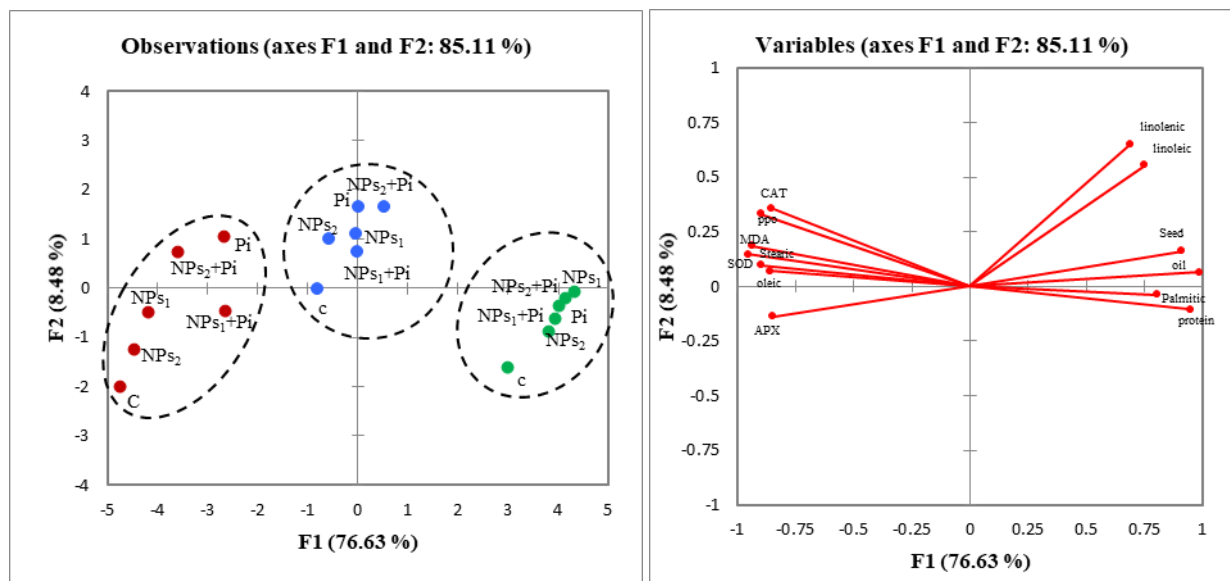 Observations (axes F1 and F2: 85.11 %)
4
3
2
1
0
-1
-2
-3
-4
-5 -4 -3 -2 -1 0 1 2 3 4 5
F1 (76.63 %)
F2 (8.48 %)
Pi
NPs2+Pi
NPs1
NPs1+Pi
NPs2
C
NPs2+Pi
Pi
NPs2
NPs1
NPs1+Pi
c
NPs2+Pi
NPs1
NPs1+Pi
Pi
NPs2
c
Variables (axes F1 and F2: 85.11 %)
1
0.75
0.5
0.25
0
-0.25
-0.5
-0.75
-1
-1 -0.75 -0.5 -0.25 0 0.25 0.5 0.75 1
F1 (76.63 %)
F2 (8.48 %)
linolenic
linoleic
CAT
ppo
MDA
Stearic
SOD
oleic
APX
Seed
oil
Palmitic
protein